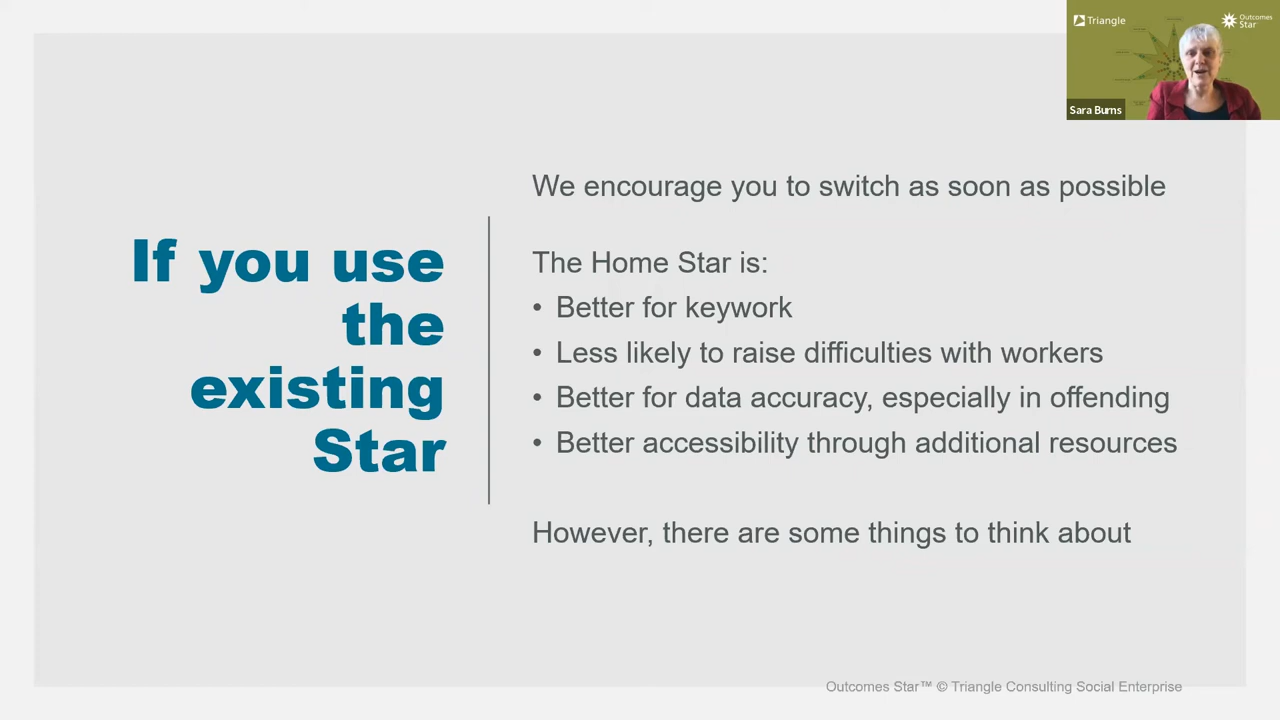 Triangle
Outcomes
Star
Sara Burns
If you use
the
existing
Star
We encourage you to switch as soon as possible
The Home Star is:
• Better for keywork
• Less likely to raise difficulties with workers
• Better for data accuracy, especially in offending
• Better accessibility through additional resources
However, there are some things to think about
Outcomes Star™ © Triangle Consulting Social Enterprise